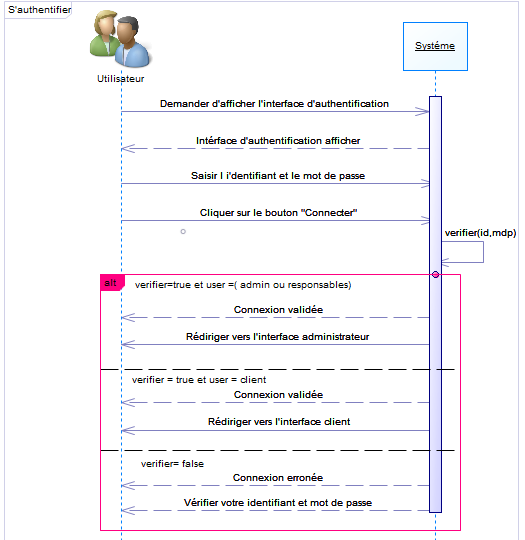 S'authentifier
Utilisateur
Systéme
Demander d'afficher l'interface d'authentification
Intérface d'authentification afficher
Saisir l i'dentifiant et le mot de passe
Cliquer sur le bouton "Connecter"
verifier(id,mdp)
alt
verifier=true et user =( admin ou responsables)
Connexion validée
Rédiriger vers l'interface administrateur
verifier = true et user = client
Connexion validée
Rédiriger vers l'interface client
verifier= false
Connexion erronée
Vérifier votre identifiant et mot de passe